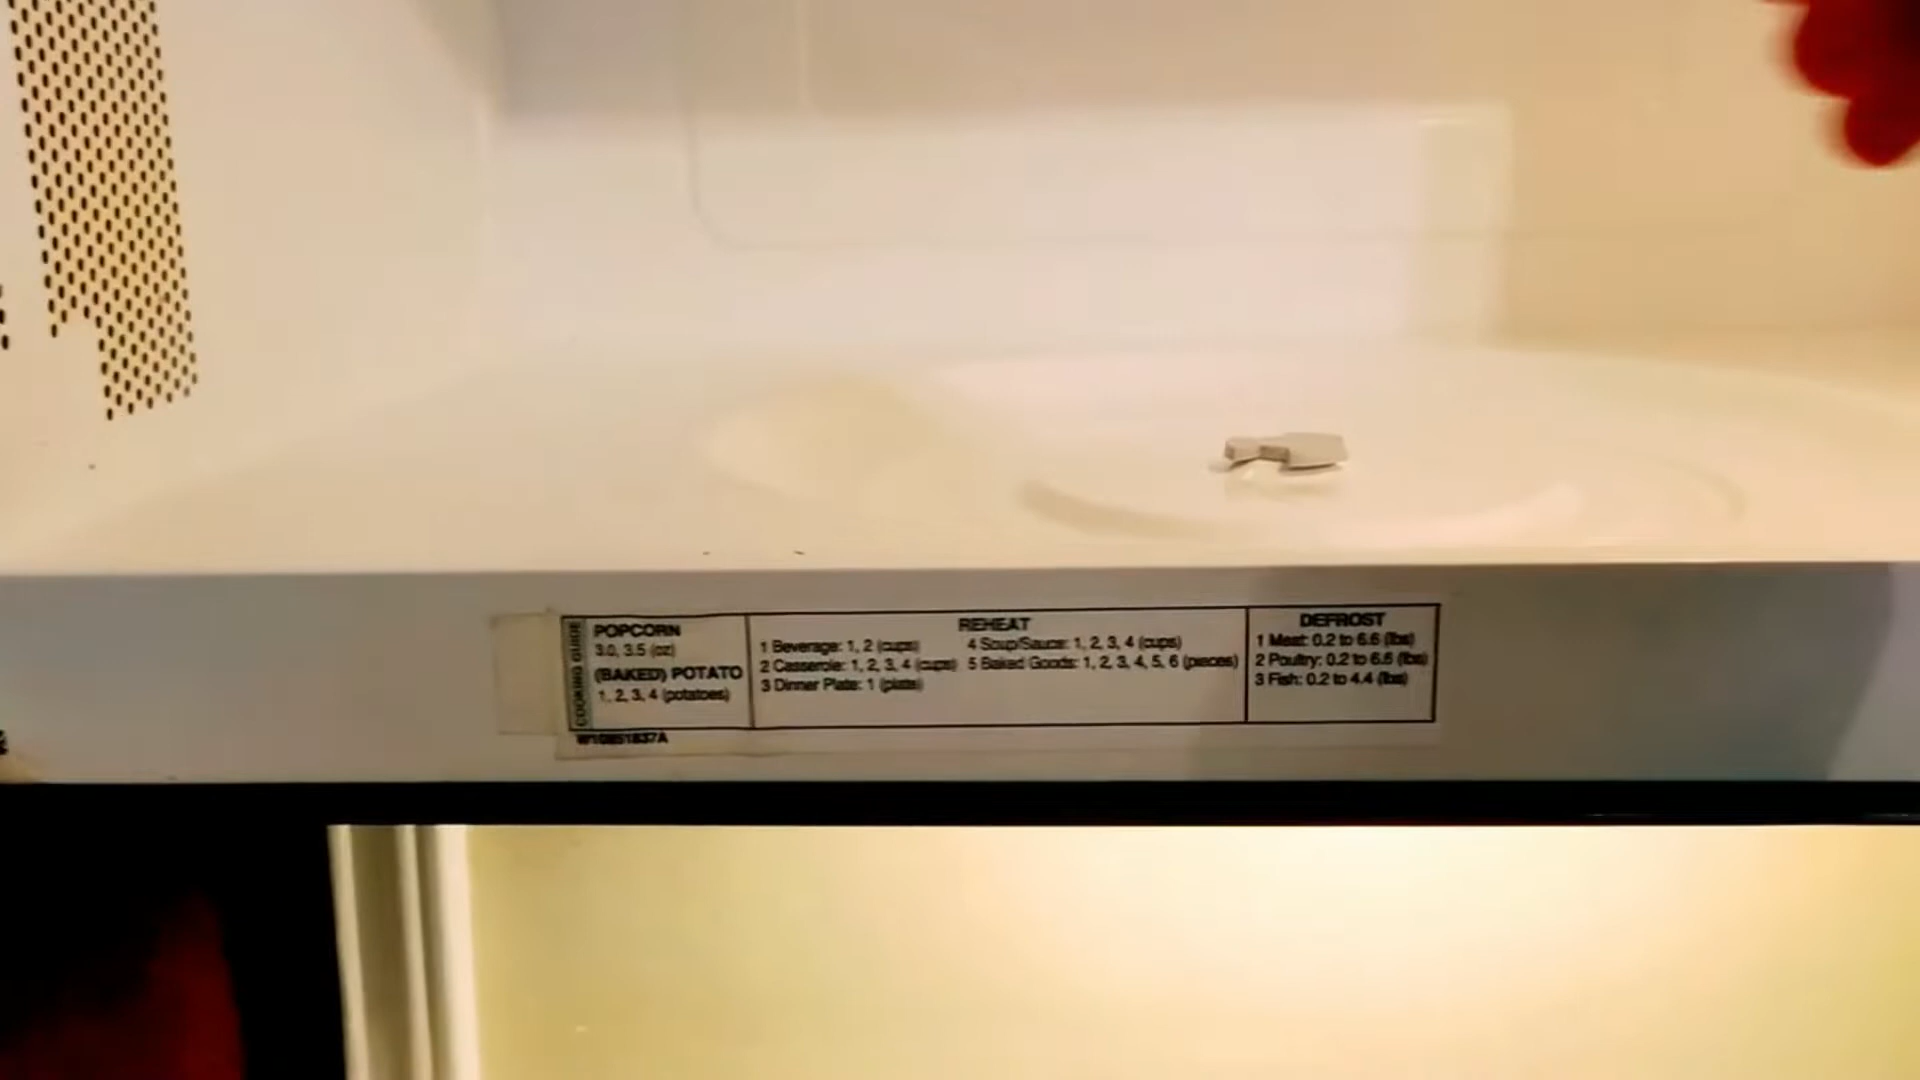 COOKING GUIDE
POPCORN
3.0, 3.5 (oz)
(BAKED) POTATO
1, 2, 3, 4 (potatoes)
REHEAT
1 Beverage: 1, 2 (cups)
2 Casserole: 1, 2, 3, 4 (cups)
3 Dinner Plate: 1 (plate)
4 Soup/Sauce: 1, 2, 3, 4 (cups)
5 Baked Goods: 1, 2, 3, 4, 5, 6 (pieces)
DEFROST
1 Meat: 0.2 to 6.6 (lbs)
2 Poultry: 0.2 to 6.6 (lbs)
3 Fish: 0.2 to 4.4 (lbs)